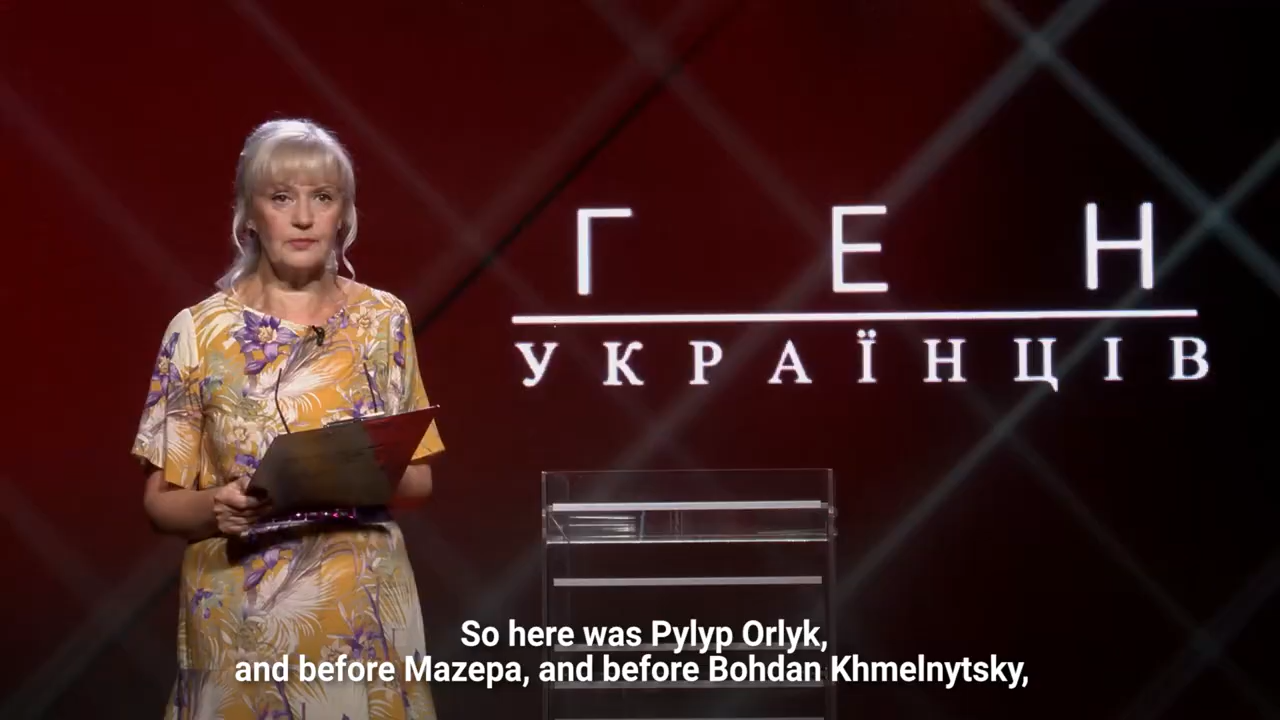 ГЕН
УКРАЇНЦІВ
So here was Pylyp Orlyk,
and before Mazepa, and before Bohdan Khmelnytsky,